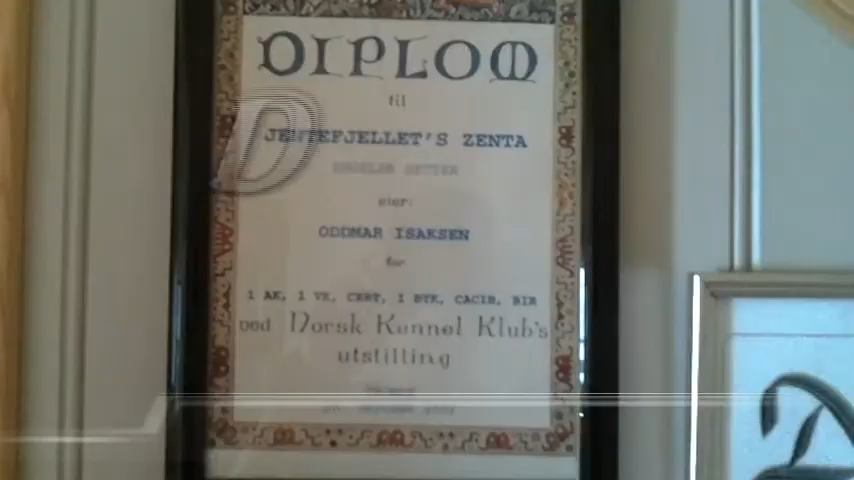 DIPLOM
til
JENTEFJELLET'S ZENTA
eier:
ODDMAR ISAKSEN
for
1 AK, 1 VK, CERT, 1 BTK, CACIB, BIR
ved Norsk Kennel Klub's
utstilling